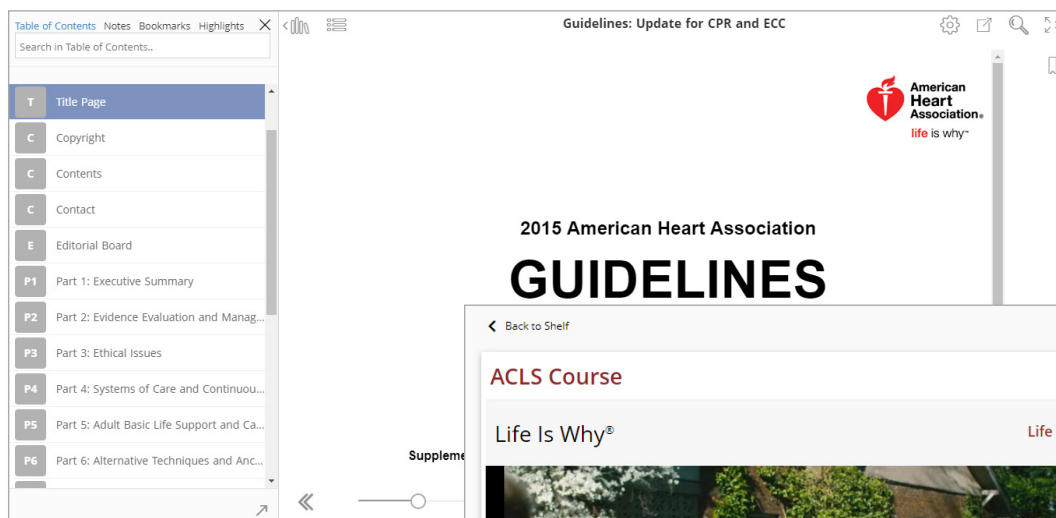 Table of Contents Notes Bookmarks Highlights
Search in Table of Contents..
T Title Page
C Copyright
C Contents
C Contact
E Editorial Board
P1 Part 1: Executive Summary
P2 Part 2: Evidence Evaluation and Manag...
P3 Part 3: Ethical Issues
P4 Part 4: Systems of Care and Continuou...
P5 Part 5: Adult Basic Life Support and Ca...
P6 Part 6: Alternative Techniques and Anc...
Guidelines: Update for CPR and ECC
American
Heart
Association®
life is why™
2015 American Heart Association
GUIDELINES
Suppleme
Back to Shelf
ACLS Course
Life Is Why®
Life